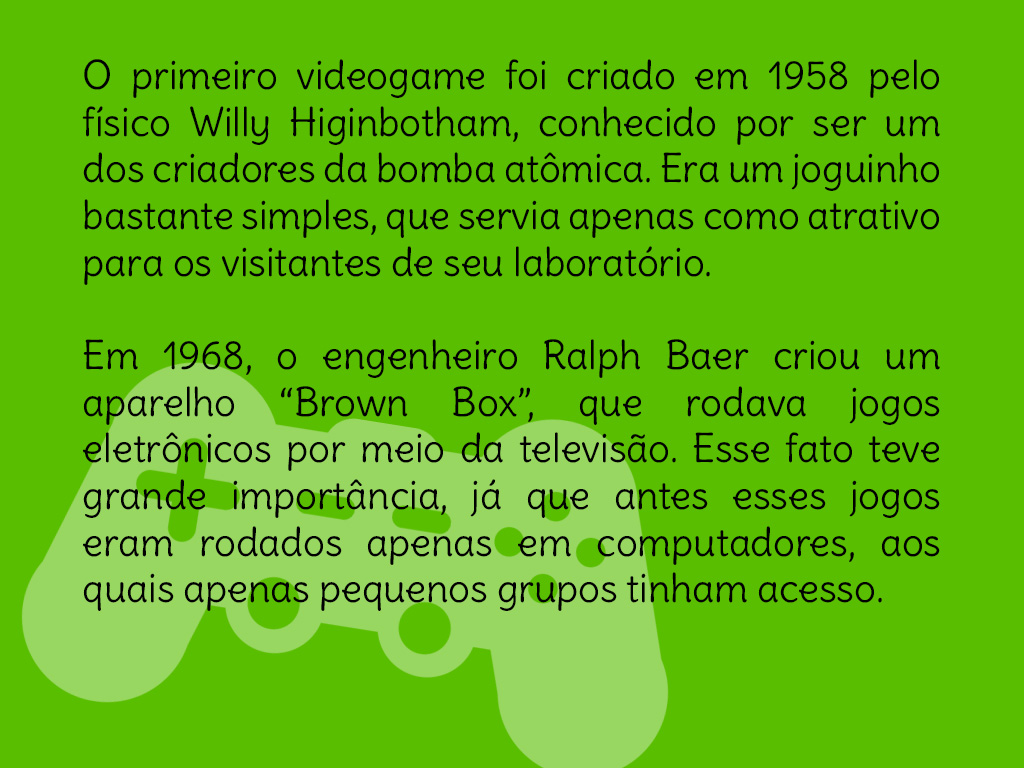 O primeiro videogame foi criado em 1958 pelo
físico Willy Higinbotham, conhecido por ser um
dos criadores da bomba atômica. Era um joguinho
bastante simples, que servia apenas como atrativo
para os visitantes de seu laboratório.
Em 1968, o engenheiro Ralph Baer criou um
aparelho “Brown Box”, que rodava jogos
eletrônicos por meio da televisão. Esse fato teve
grande importância, já que antes esses jogos
eram rodados apenas em computadores, aos
quais apenas pequenos grupos tinham acesso.